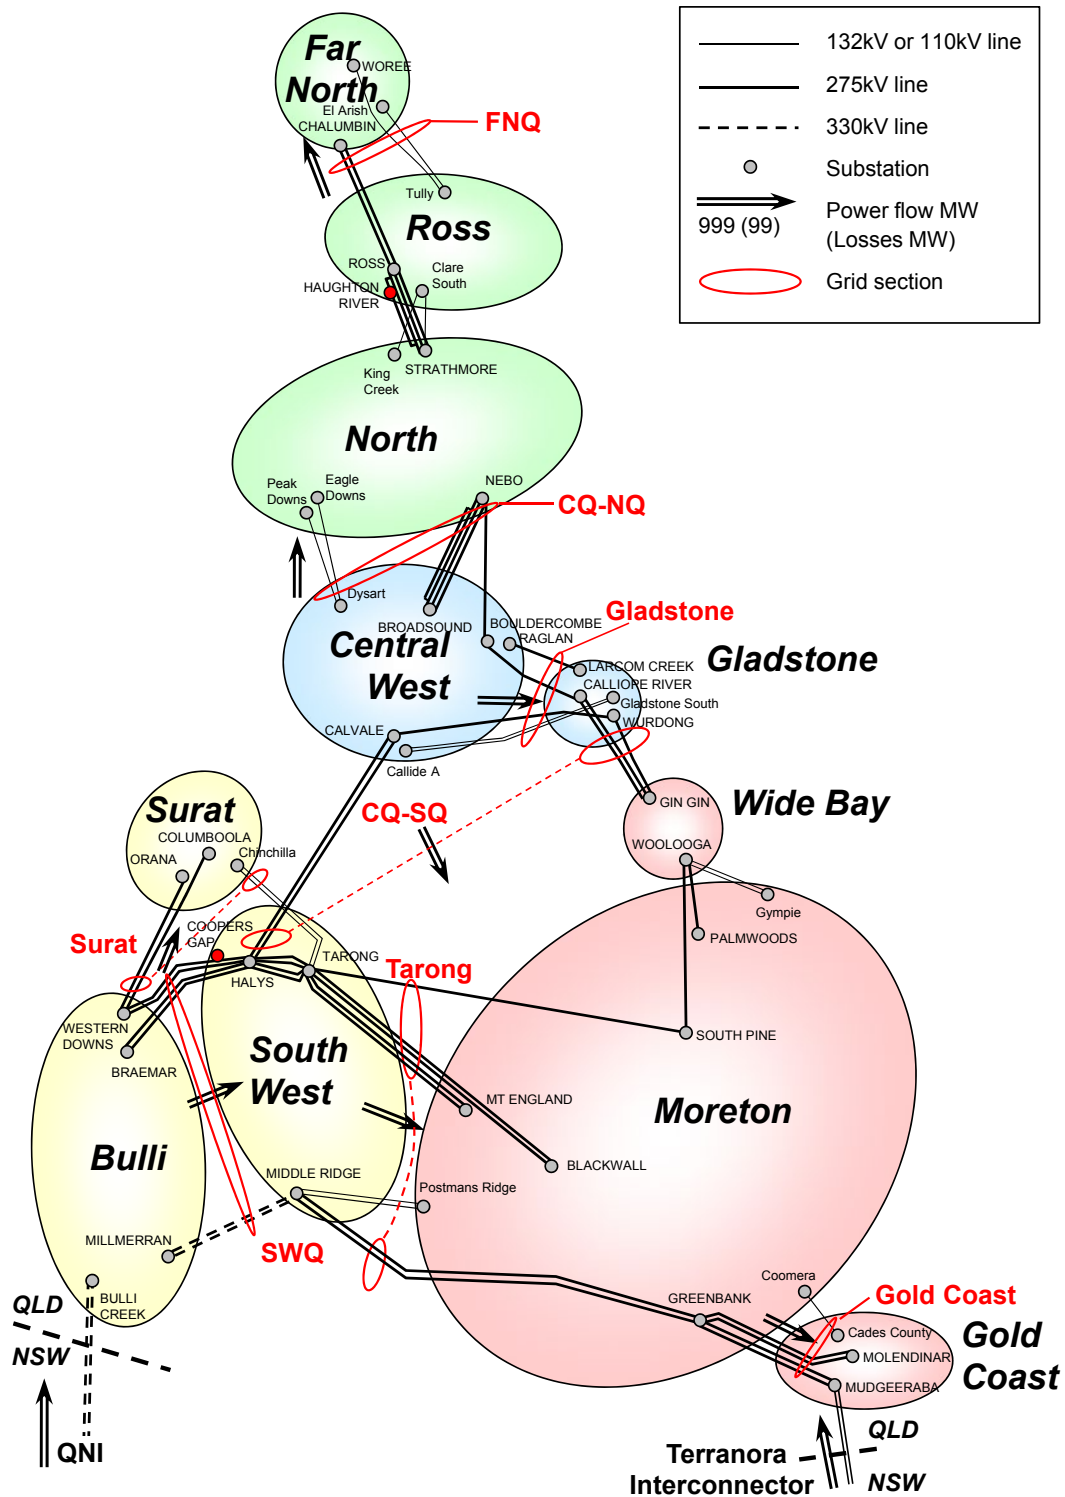 132kV or 110kV line
275kV line
330kV line
Substation
999 (99)
Power flow MW
(Losses MW)
Grid section
Far
North
WOREE
El Arish
CHALUMBIN
FNQ
Tully
Ross
ROSS
Clare
South
HAUGHTON
RIVER
King
Creek
STRATHMORE
North
Peak
Downs
Eagle
Downs
NEBO
CQ-NQ
Dysart
BROADSOUND
BOULDERCOMBE
RAGLAN
Gladstone
Central
West
LARCOM CREEK
CALLIOPE RIVER
Gladstone South
WURDONG
Gladstone
CALVALE
Callide A
Surat
COLUMBOOLA
ORANA
Chinchilla
CQ-SQ
GIN GIN
Wide Bay
WOOLOOGA
Gympie
PALMWOODS
Surat
COOPERS
GAP
HALYS
TARONG
Tarong
WESTERN
DOWNS
BRAEMAR
SOUTH PINE
South
West
MT ENGLAND
Moreton
Bulli
BLACKWALL
MIDDLE RIDGE
Postmans Ridge
MILLMERRAN
SWQ
BULLI
CREEK
QLD
NSW
QNI
Coomera
GREENBANK
Gold Coast
Cades County
MOLENDINAR
MUDGEERABA
Gold
Coast
QLD
NSW
Terranora
Interconnector